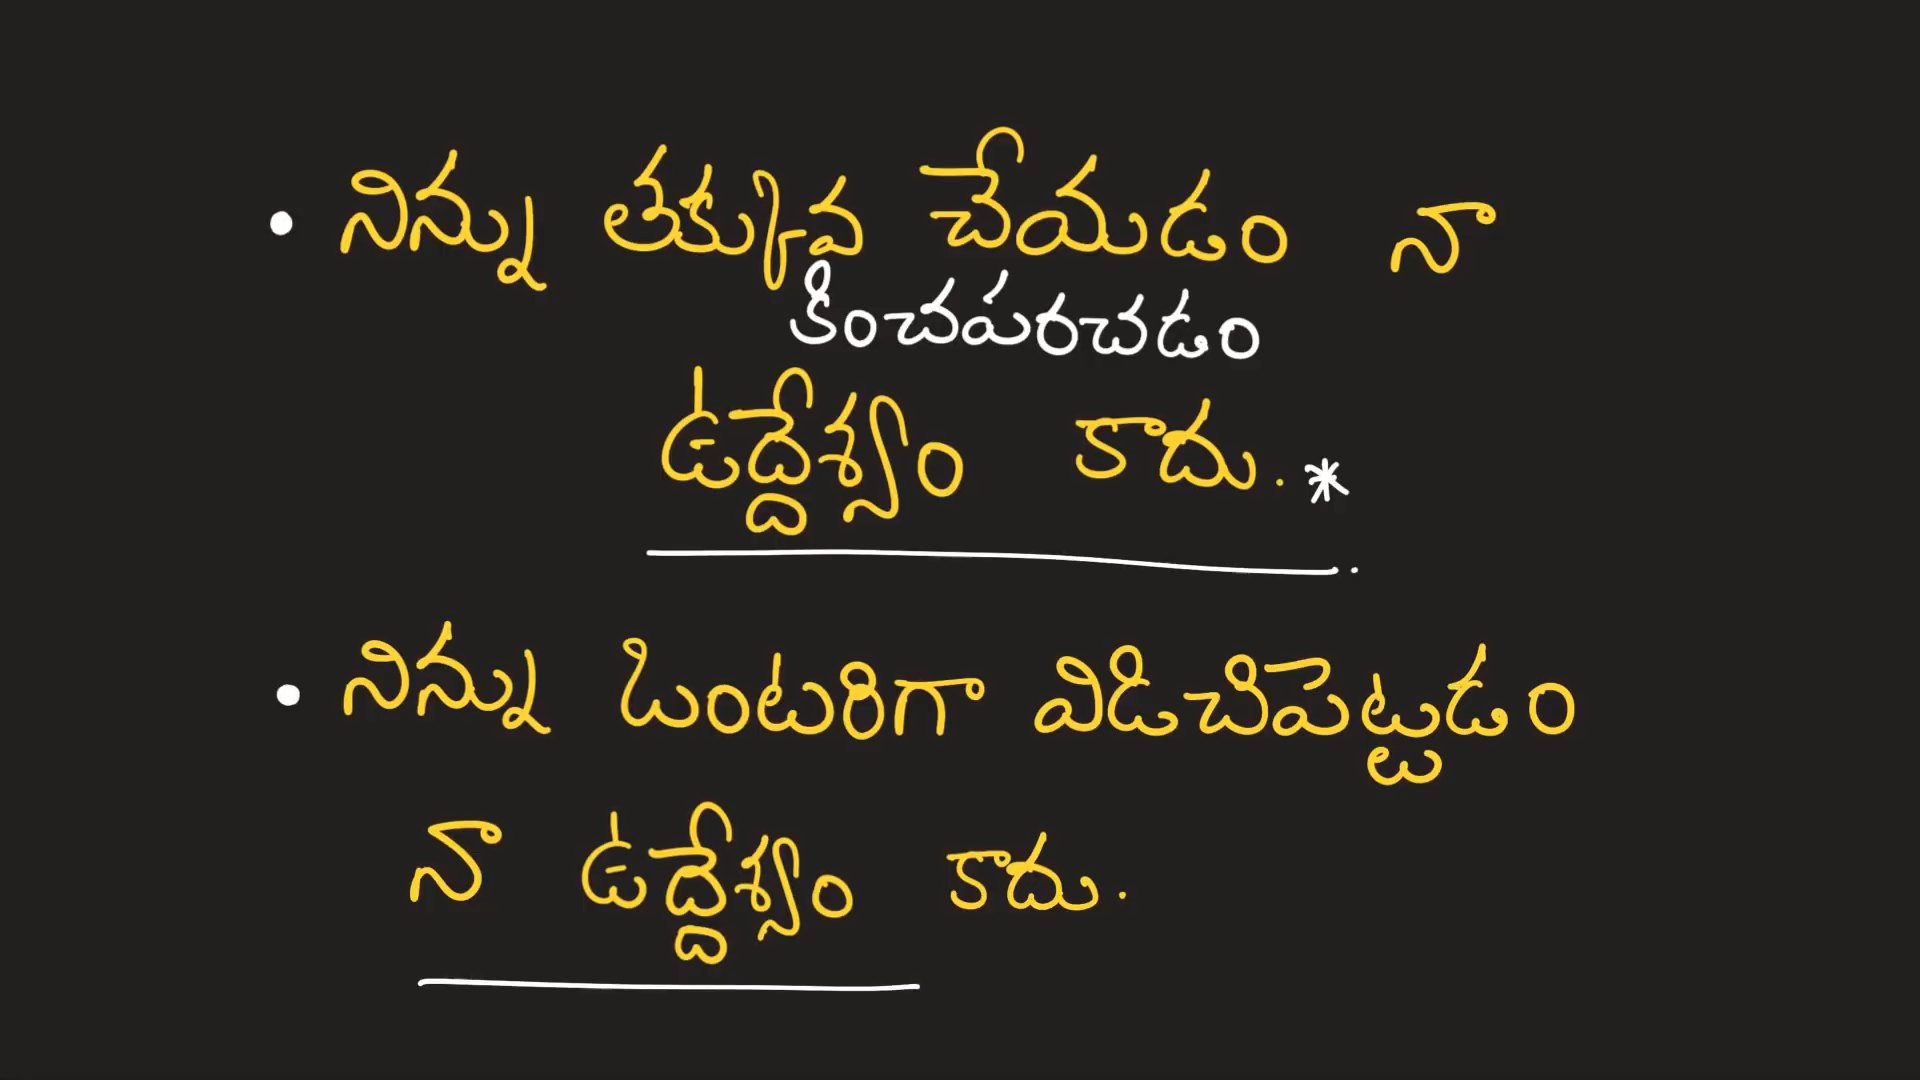 • నిన్ను తక్కువ చేయడం నా
కించపరచడం
ఉద్దేశ్యం కాదు. *
• నిన్ను ఒంటరిగా విడిచిపెట్టడం
నా ఉద్దేశ్యం కాదు.